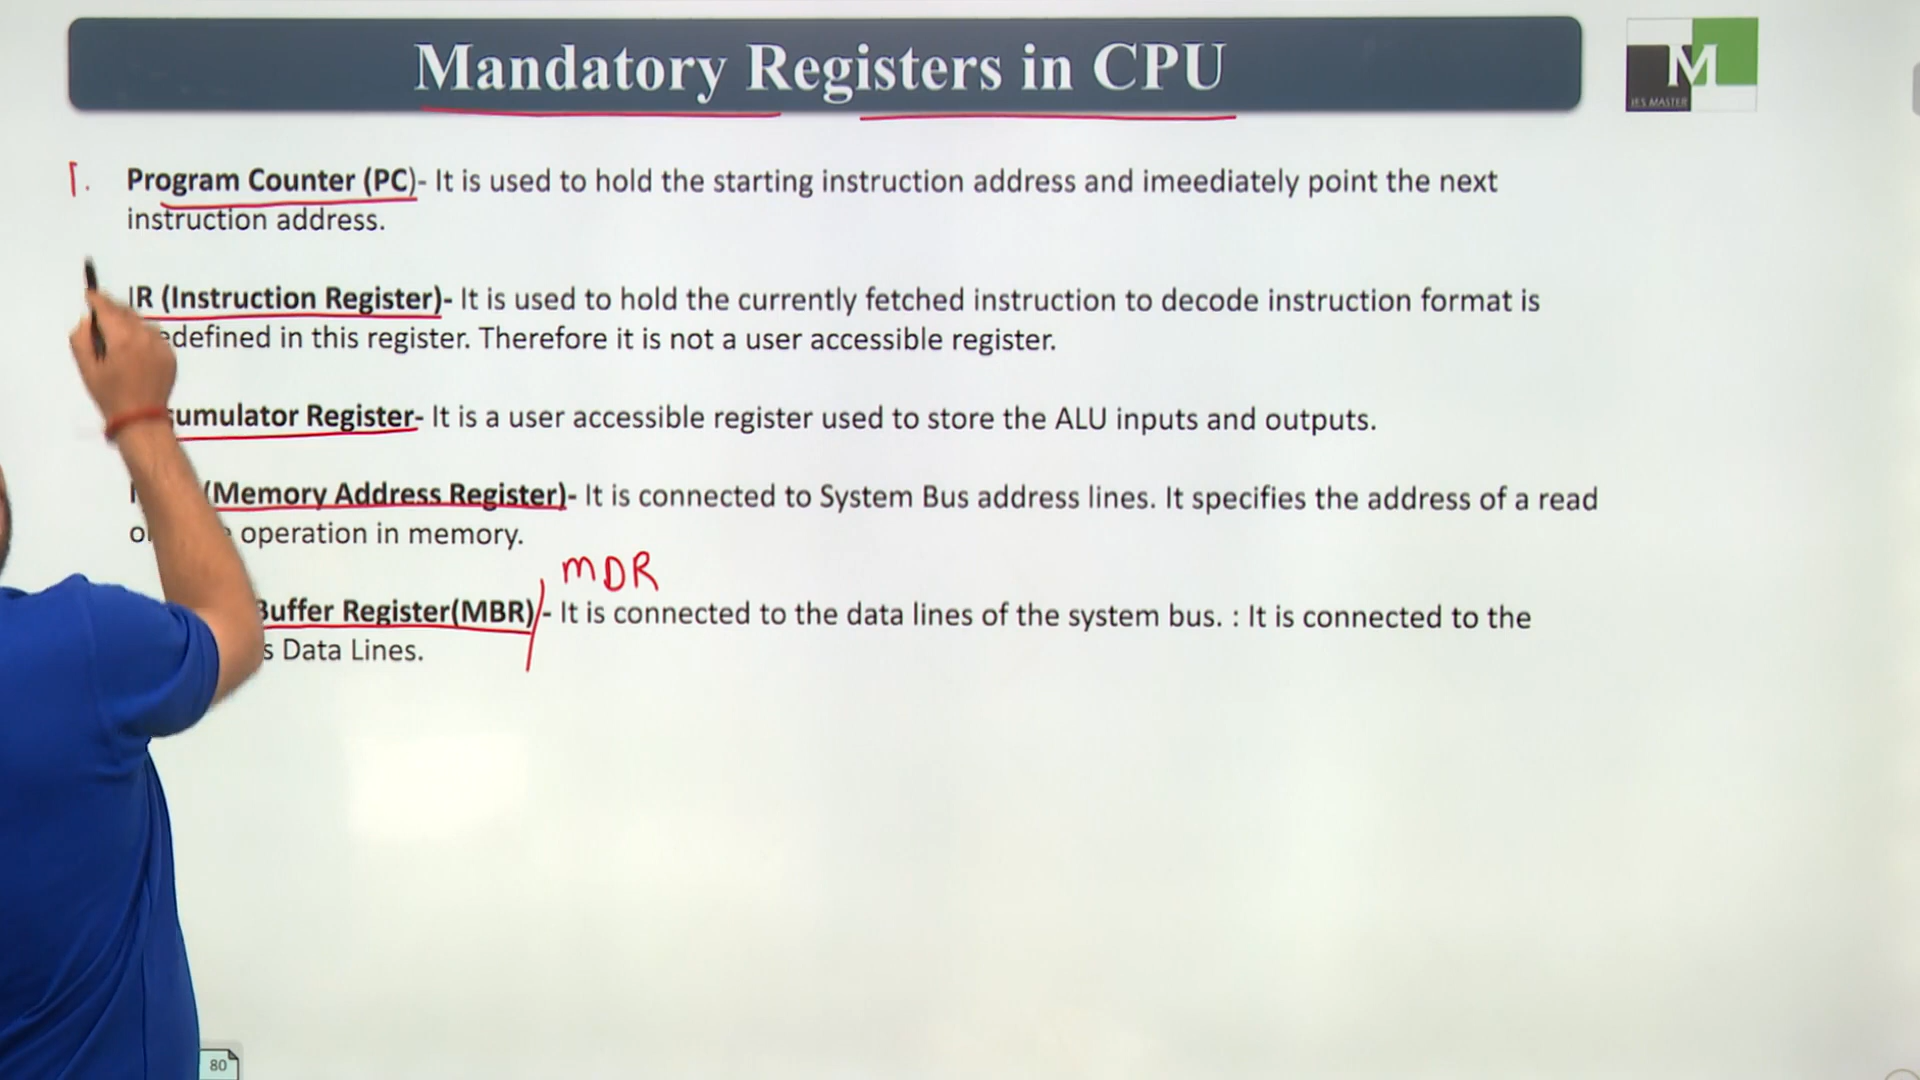 Mandatory Registers in CPU
M
IES MASTER
1. Program Counter (PC)- It is used to hold the starting instruction address and imeediately point the next
instruction address.
IR (Instruction Register)- It is used to hold the currently fetched instruction to decode instruction format is
defined in this register. Therefore it is not a user accessible register.
umulator Register- It is a user accessible register used to store the ALU inputs and outputs.
(Memory Address Register)- It is connected to System Bus address lines. It specifies the address of a read
operation in memory.
MDR
Buffer Register(MBR)/- It is connected to the data lines of the system bus. : It is connected to the
s Data Lines.
80